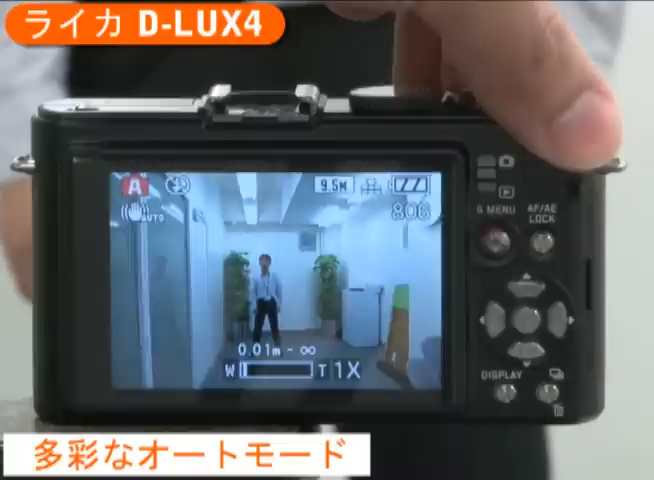 ライカ D-LUX4
A
9.5M
AUTO
806
Q.MENU
AF/AE
LOCK
0.01m - ∞
W T 1X
DISPLAY
多彩なオートモード